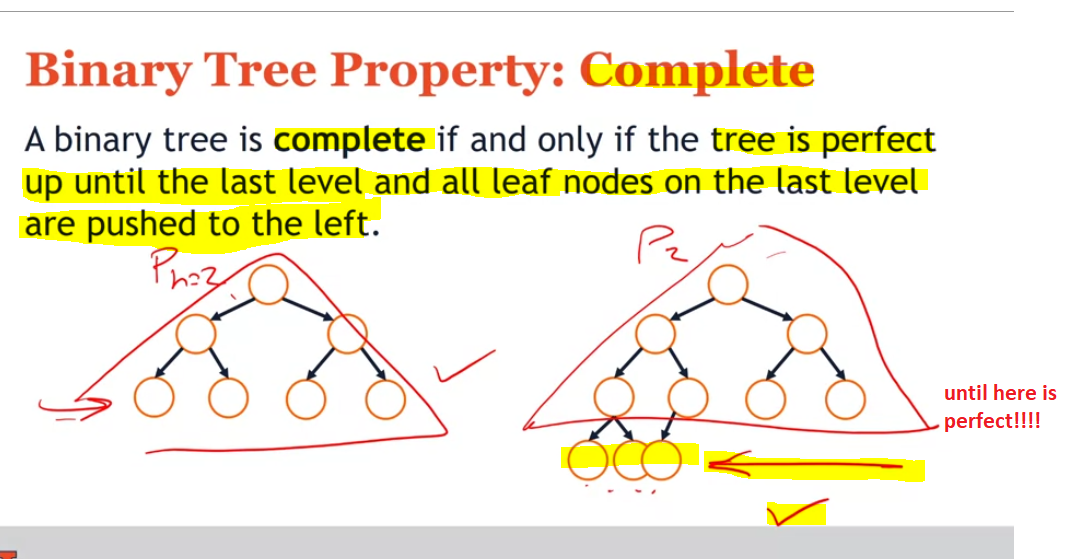 Binary Tree Property: Complete
A binary tree is complete if and only if the tree is perfect
up until the last level and all leaf nodes on the last level
are pushed to the left.
Ph=2
P2
until here is
perfect!!!!